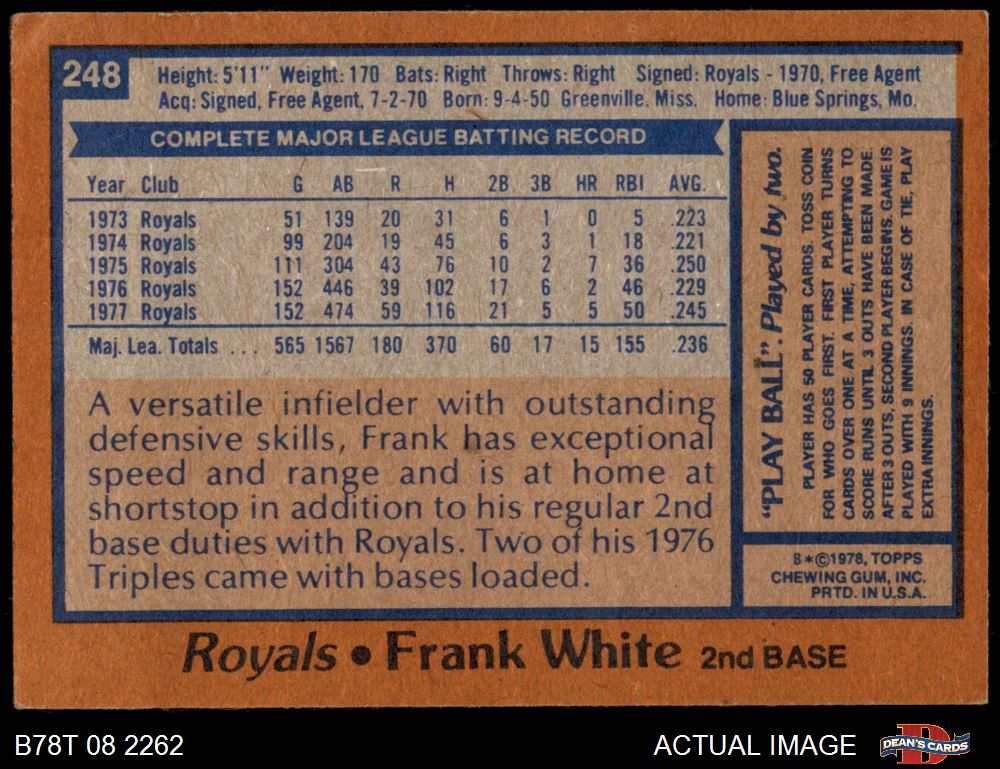 248
Height: 5'11" Weight: 170 Bats: Right Throws: Right Signed: Royals - 1970, Free Agent
Acq: Signed, Free Agent, 7-2-70 Born: 9-4-50 Greenville, Miss. Home: Blue Springs, Mo.
COMPLETE MAJOR LEAGUE BATTING RECORD
Year Club G AB R H 2B 3B HR RBI AVG.
1973 Royals 51 139 20 31 6 1 0 5 .223
1974 Royals 99 204 19 45 6 3 1 18 .221
1975 Royals 111 304 43 76 10 2 7 36 .250
1976 Royals 152 446 39 102 17 6 2 46 .229
1977 Royals 152 474 59 116 21 5 5 50 .245
Maj. Lea. Totals ... 565 1567 180 370 60 17 15 155 .236
A versatile infielder with outstanding
defensive skills, Frank has exceptional
speed and range and is at home at
shortstop in addition to his regular 2nd
base duties with Royals. Two of his 1976
Triples came with bases loaded.
"PLAY BALL". Played by two.
PLAYER HAS 50 PLAYER CARDS. TOSS COIN
FOR WHO GOES FIRST. FIRST PLAYER TURNS
CARDS OVER ONE AT A TIME, ATTEMPTING TO
SCORE RUNS UNTIL 3 OUTS HAVE BEEN MADE.
AFTER 3 OUTS, SECOND PLAYER BEGINS. GAME IS
PLAYED WITH 9 INNINGS. IN CASE OF TIE, PLAY
EXTRA INNINGS.
B*©1978, TOPPS
CHEWING GUM, INC.
PRTD. IN U.S.A.
Royals • Frank White 2nd BASE
B78T 08 2262
ACTUAL IMAGE
D
DEAN'S CARDS